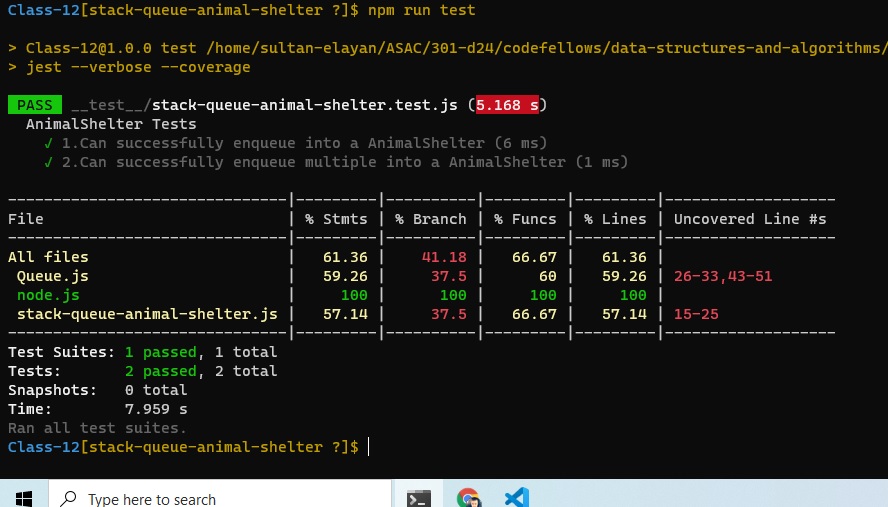 Class-12[stack-queue-animal-shelter ?]$ npm run test
> Class-12@1.0.0 test /home/sultan-elayan/ASAC/301-d24/codefellows/data-structures-and-algorithms/
> jest --verbose --coverage
PASS __test__/stack-queue-animal-shelter.test.js (5.168 s)
AnimalShelter Tests
✓ 1.Can successfully enqueue into a AnimalShelter (6 ms)
✓ 2.Can successfully enqueue multiple into a AnimalShelter (1 ms)
-------------------------------|---------|----------|---------|---------|-------------------
File | % Stmts | % Branch | % Funcs | % Lines | Uncovered Line #s
-------------------------------|---------|----------|---------|---------|-------------------
All files | 61.36 | 41.18 | 66.67 | 61.36 |
Queue.js | 59.26 | 37.5 | 60 | 59.26 | 26-33,43-51
node.js | 100 | 100 | 100 | 100 |
stack-queue-animal-shelter.js | 57.14 | 37.5 | 66.67 | 57.14 | 15-25
-------------------------------|---------|----------|---------|---------|-------------------
Test Suites: 1 passed, 1 total
Tests: 2 passed, 2 total
Snapshots: 0 total
Time: 7.959 s
Ran all test suites.
Class-12[stack-queue-animal-shelter ?]$
Type here to search